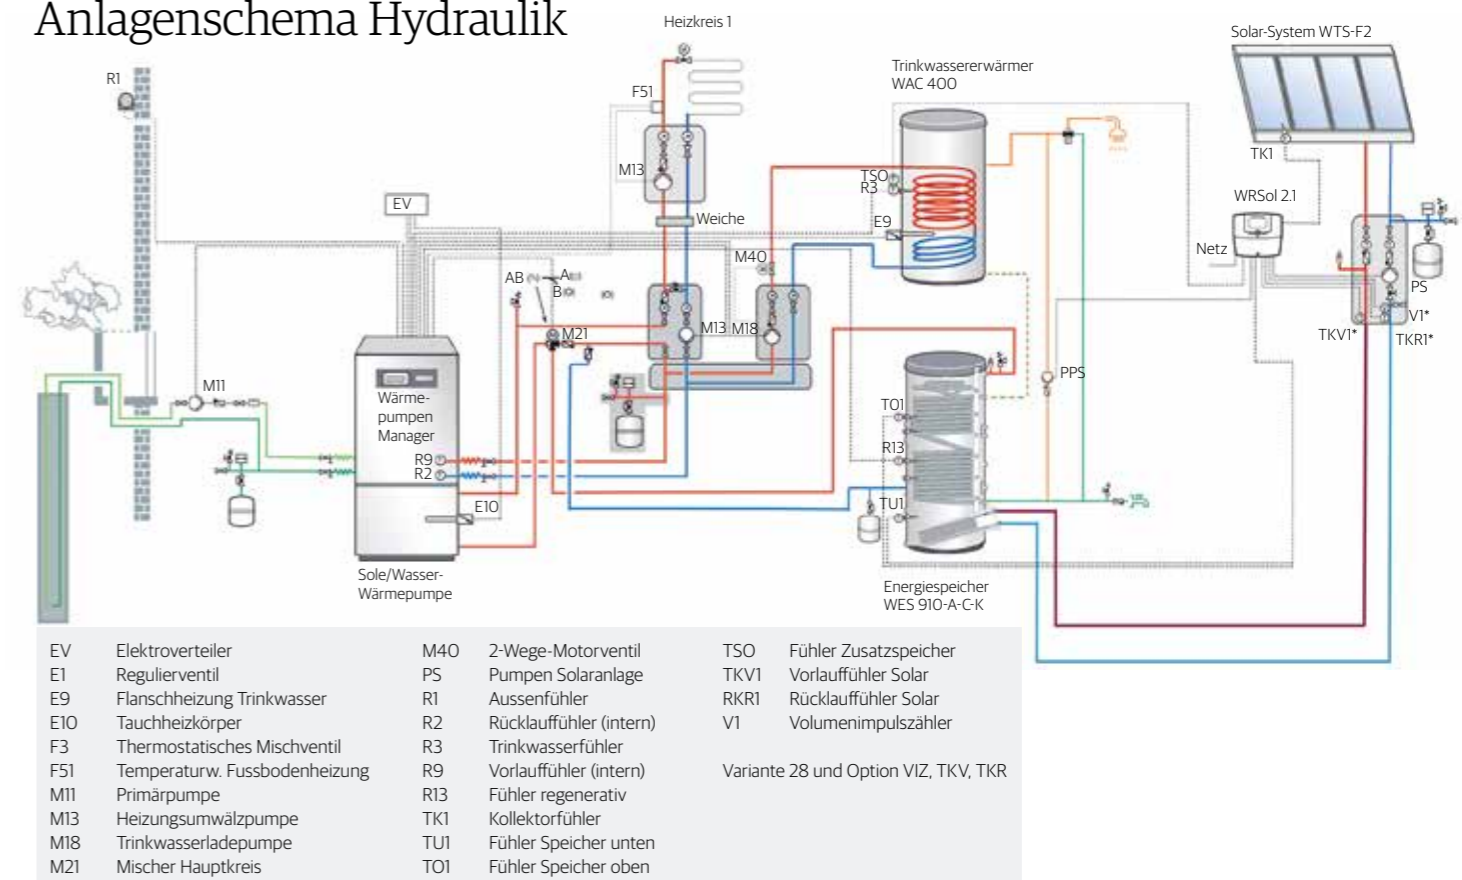 Anlagenschema Hydraulik
Heizkreis 1
Solar-System WTS-F2
Trinkwassererwärmer
WAC 400
R1
F51
M13
TK1
TSO
R3
WRSol 2.1
EV
Weiche
E9
Netz
M40
AB
A
B
PS
M21
M13
M18
V1*
TKV1*
TKR1*
M11
PPS
Wärme-
pumpen
Manager
TO1
R13
R9
R2
TU1
E10
Sole/Wasser-
Wärmepumpe
Energiespeicher
WES 910-A-C-K
EV Elektroverteiler
E1 Regulierventil
E9 Flanschheizung Trinkwasser
E10 Tauchheizkörper
F3 Thermostatisches Mischventil
F51 Temperaturw. Fussbodenheizung
M11 Primärpumpe
M13 Heizungsumwälzpumpe
M18 Trinkwasserladepumpe
M21 Mischer Hauptkreis
M40 2-Wege-Motorventil
PS Pumpen Solaranlage
R1 Aussenfühler
R2 Rücklauffühler (intern)
R3 Trinkwasserfühler
R9 Vorlauffühler (intern)
R13 Fühler regenerativ
TK1 Kollektorfühler
TU1 Fühler Speicher unten
TO1 Fühler Speicher oben
TSO Fühler Zusatzspeicher
TKV1 Vorlauffühler Solar
RKR1 Rücklauffühler Solar
V1 Volumenimpulszähler
Variante 28 und Option VIZ, TKV, TKR